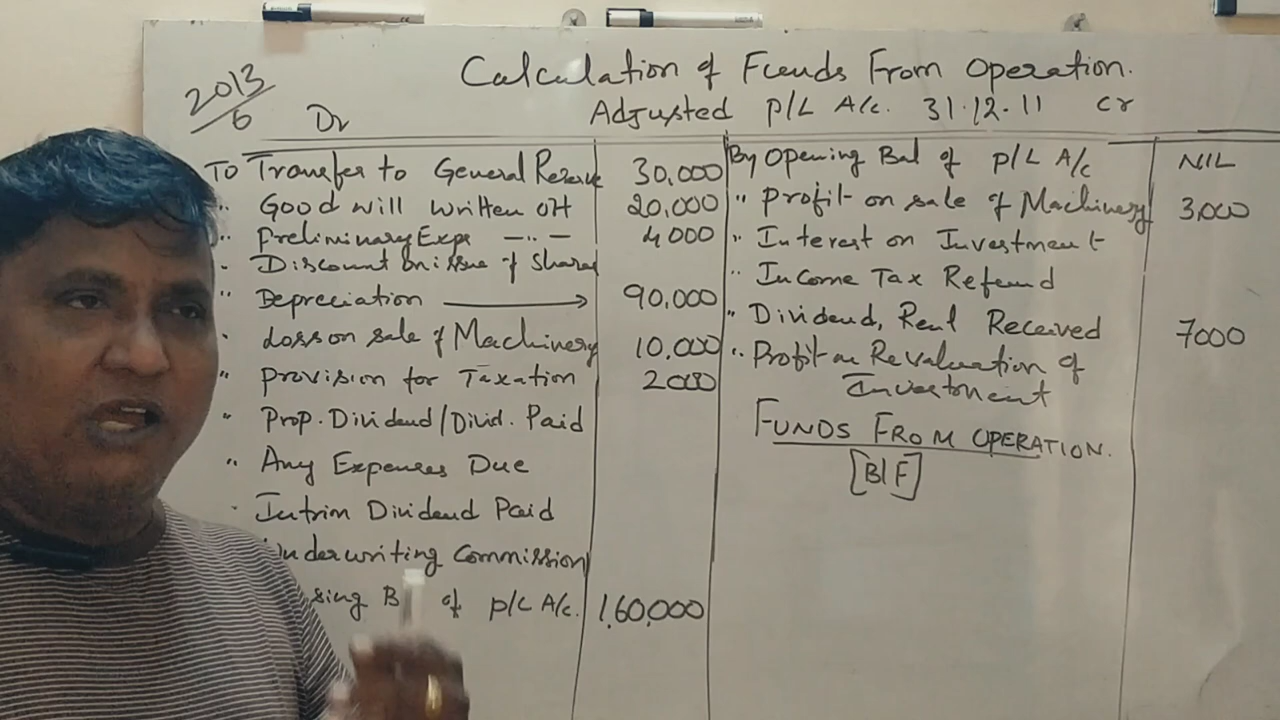 Calculation of Funds From Operation.
2013/6
Dr Adjusted P/L A/c. 31.12.11 Cr
To Transfer to General Reserve 30,000
" Good will written off 20,000
" Preliminary Exps —"— 4000
" Discount on issue of Shares
" Depreciation → 90,000
" Loss on sale of Machinery 10,000
" Provision for Taxation 2000
" Prop. Dividend/Divid. Paid
" Any Expenses Due
" Intrim Dividend Paid
underwriting Commission
of P/L A/c. 1,60,000
By Opening Bal of P/L A/c NIL
" Profit on sale of Machinery 3,000
" Interest on Investment
" Income Tax Refund
" Dividend, Rent Received 7000
" Profit on Revaluation of
Investment
FUNDS FROM OPERATION.
[B/F]